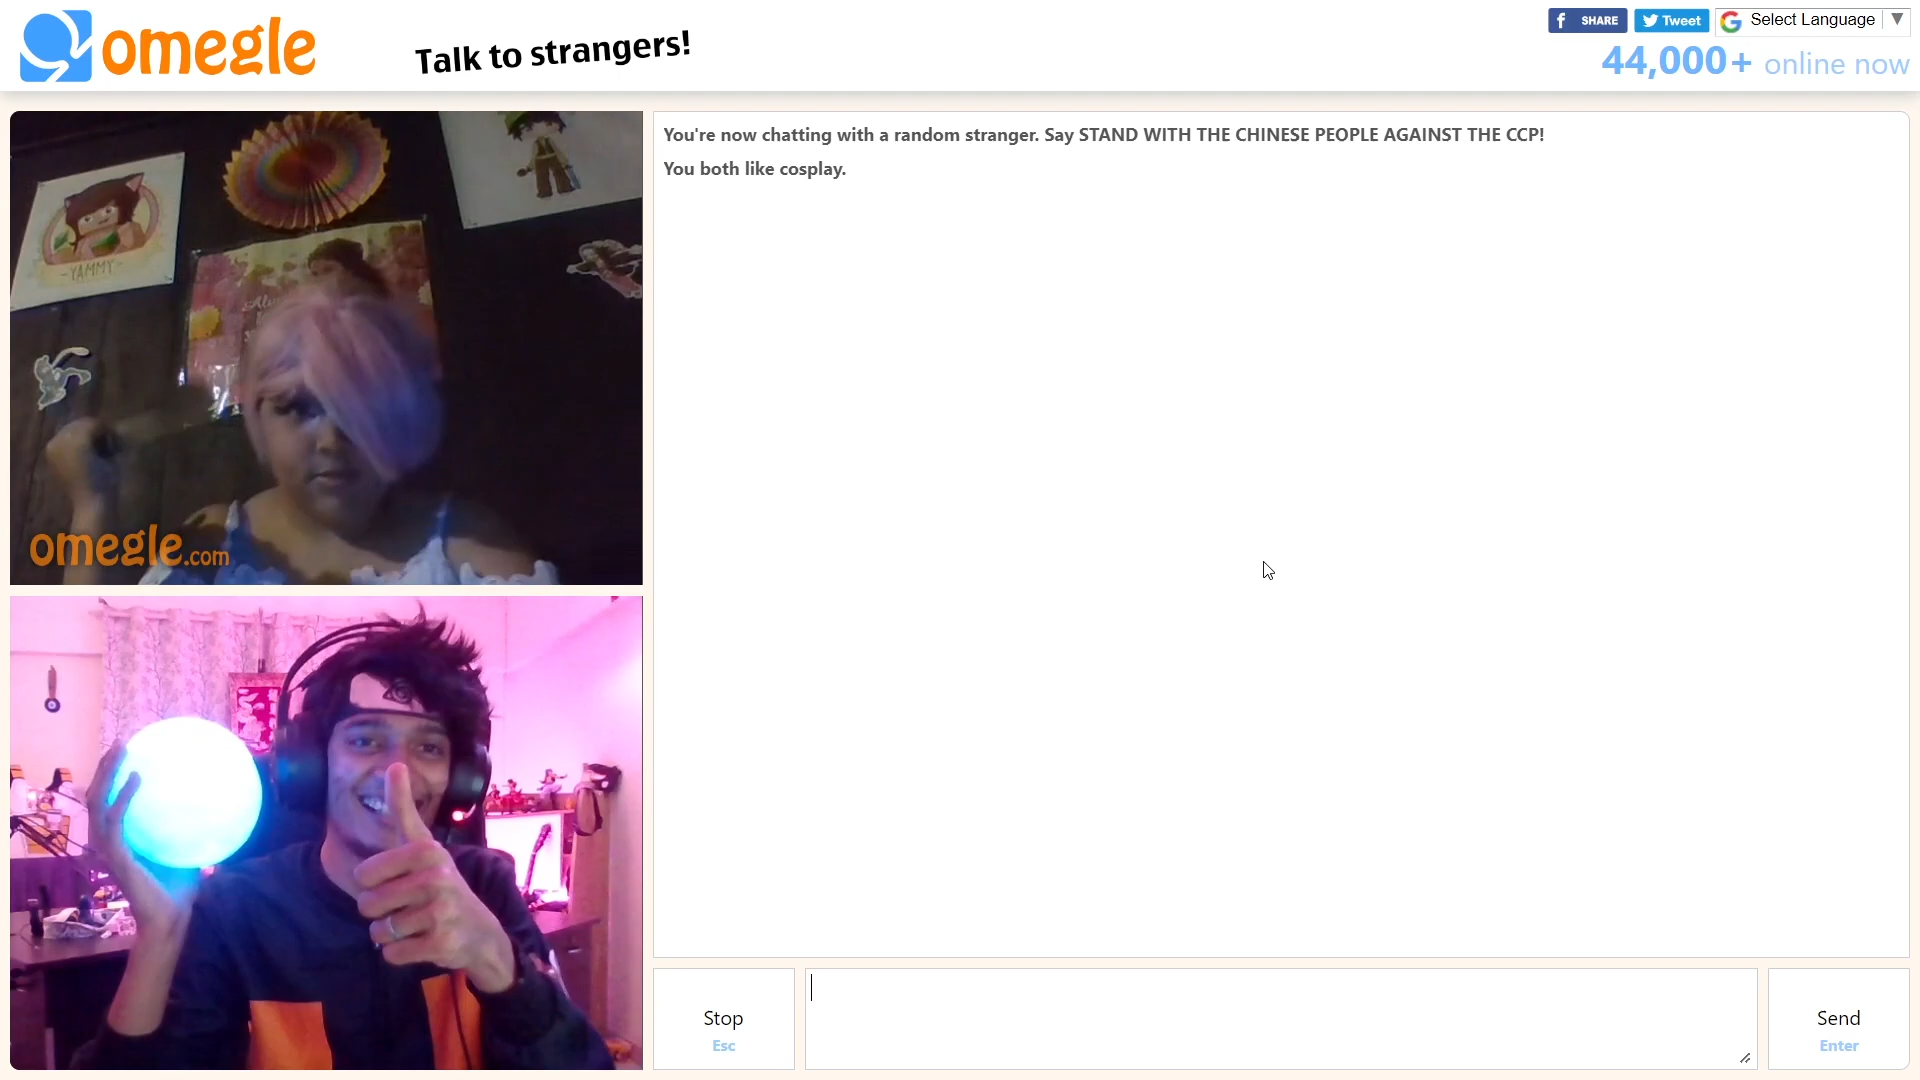 omegle
Talk to strangers!
SHARE
Tweet
Select Language
44,000+ online now
-YAMMY-
omegle.com
You're now chatting with a random stranger. Say STAND WITH THE CHINESE PEOPLE AGAINST THE CCP!
You both like cosplay.
Stop
Esc
Send
Enter